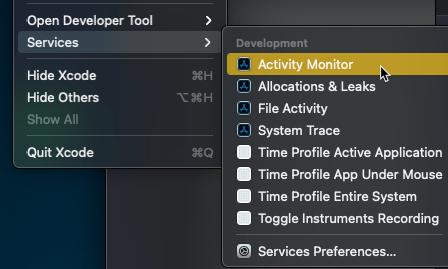 Open Developer Tool
Services
Hide Xcode ⌘H
Hide Others ⌥⌘H
Show All
Quit Xcode ⌘Q
Development
Activity Monitor
Allocations & Leaks
File Activity
System Trace
Time Profile Active Application
Time Profile App Under Mouse
Time Profile Entire System
Toggle Instruments Recording
Services Preferences...